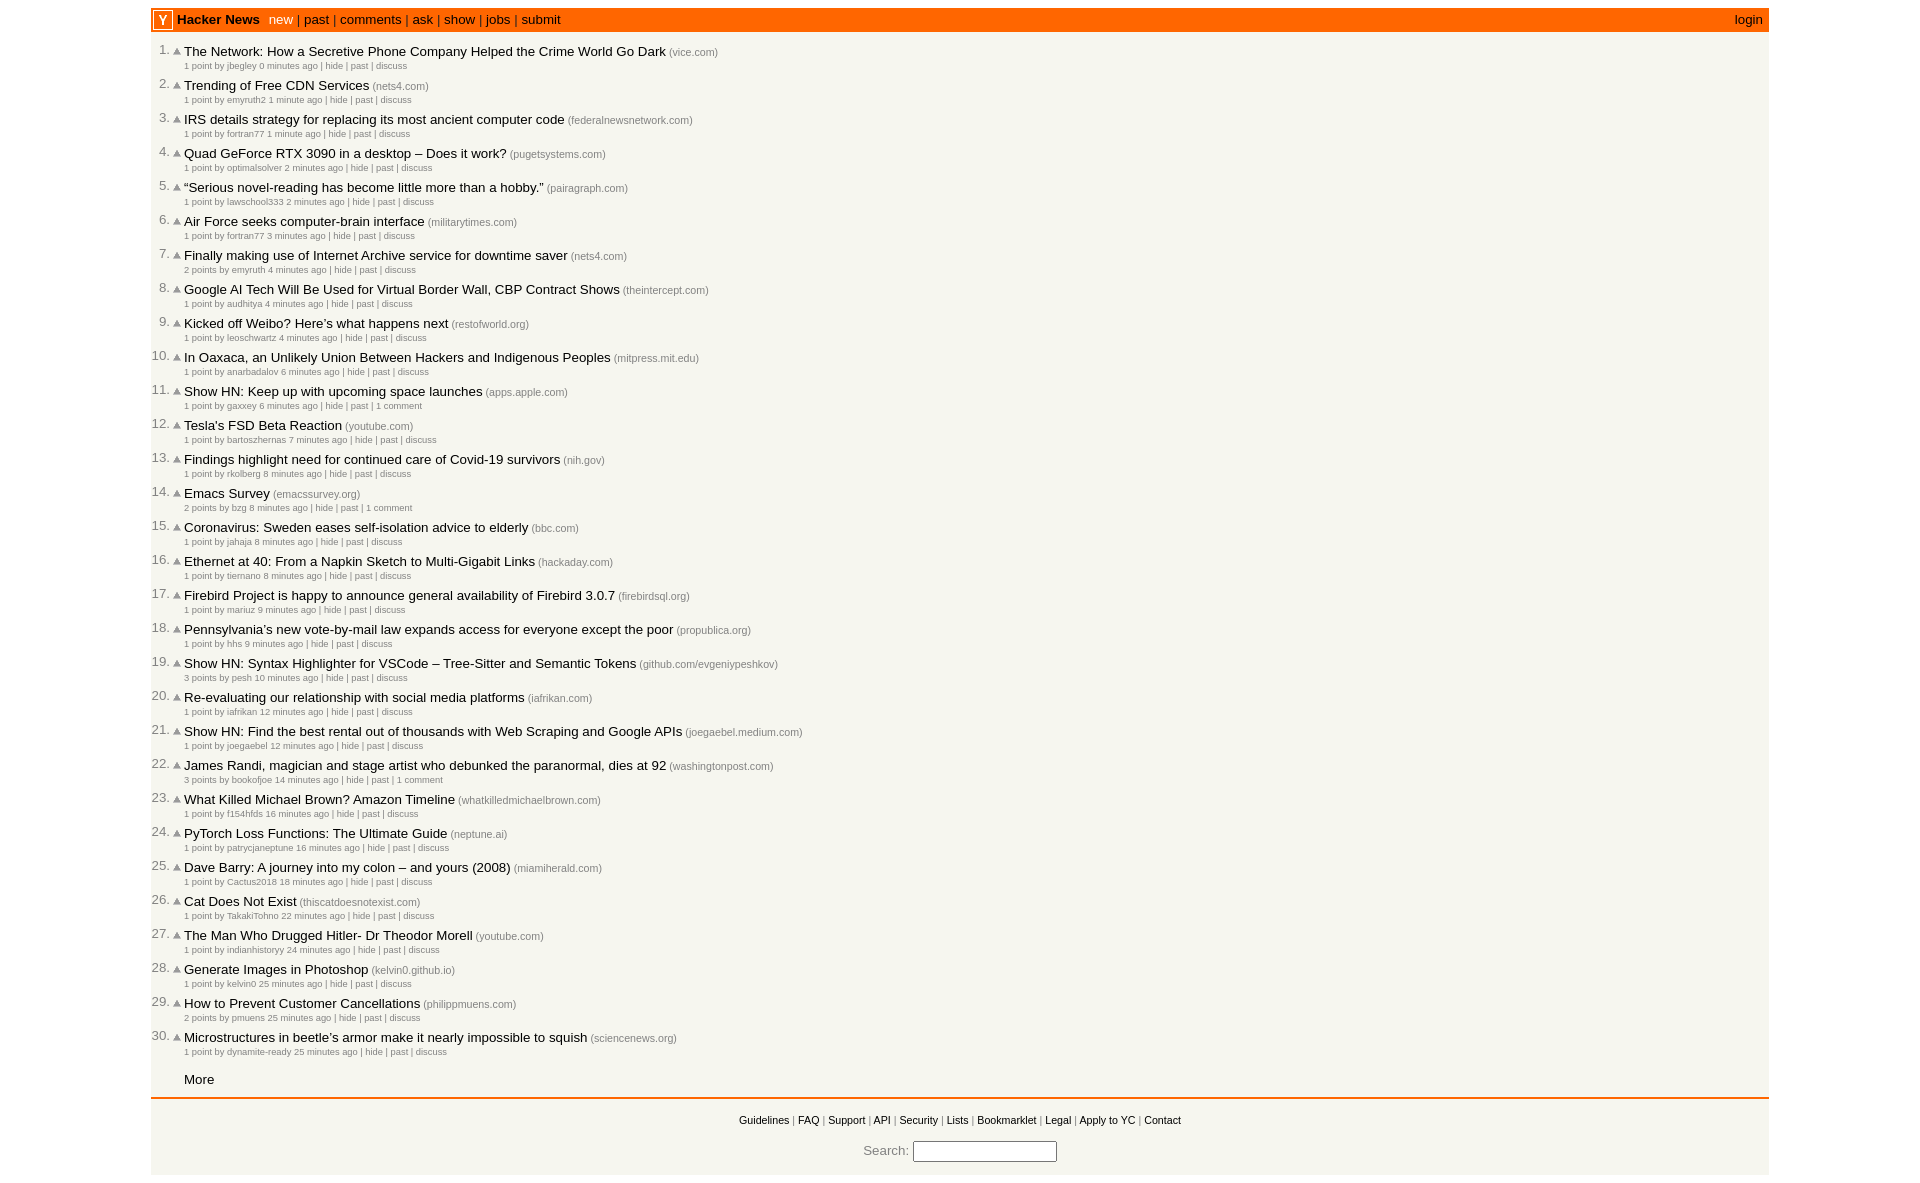 Y Hacker News new | past | comments | ask | show | jobs | submit login
1. The Network: How a Secretive Phone Company Helped the Crime World Go Dark (vice.com)
1 point by jbegley 0 minutes ago | hide | past | discuss
2. Trending of Free CDN Services (nets4.com)
1 point by emyruth2 1 minute ago | hide | past | discuss
3. IRS details strategy for replacing its most ancient computer code (federalnewsnetwork.com)
1 point by fortran77 1 minute ago | hide | past | discuss
4. Quad GeForce RTX 3090 in a desktop – Does it work? (pugetsystems.com)
1 point by optimalsolver 2 minutes ago | hide | past | discuss
5. “Serious novel-reading has become little more than a hobby.” (pairagraph.com)
1 point by lawschool333 2 minutes ago | hide | past | discuss
6. Air Force seeks computer-brain interface (militarytimes.com)
1 point by fortran77 3 minutes ago | hide | past | discuss
7. Finally making use of Internet Archive service for downtime saver (nets4.com)
2 points by emyruth 4 minutes ago | hide | past | discuss
8. Google AI Tech Will Be Used for Virtual Border Wall, CBP Contract Shows (theintercept.com)
1 point by audhitya 4 minutes ago | hide | past | discuss
9. Kicked off Weibo? Here’s what happens next (restofworld.org)
1 point by leoschwartz 4 minutes ago | hide | past | discuss
10. In Oaxaca, an Unlikely Union Between Hackers and Indigenous Peoples (mitpress.mit.edu)
1 point by anarbadalov 6 minutes ago | hide | past | discuss
11. Show HN: Keep up with upcoming space launches (apps.apple.com)
1 point by gaxxey 6 minutes ago | hide | past | 1 comment
12. Tesla's FSD Beta Reaction (youtube.com)
1 point by bartoszhernas 7 minutes ago | hide | past | discuss
13. Findings highlight need for continued care of Covid-19 survivors (nih.gov)
1 point by rkolberg 8 minutes ago | hide | past | discuss
14. Emacs Survey (emacssurvey.org)
2 points by bzg 8 minutes ago | hide | past | 1 comment
15. Coronavirus: Sweden eases self-isolation advice to elderly (bbc.com)
1 point by jahaja 8 minutes ago | hide | past | discuss
16. Ethernet at 40: From a Napkin Sketch to Multi-Gigabit Links (hackaday.com)
1 point by tiernano 8 minutes ago | hide | past | discuss
17. Firebird Project is happy to announce general availability of Firebird 3.0.7 (firebirdsql.org)
1 point by mariuz 9 minutes ago | hide | past | discuss
18. Pennsylvania’s new vote-by-mail law expands access for everyone except the poor (propublica.org)
1 point by hhs 9 minutes ago | hide | past | discuss
19. Show HN: Syntax Highlighter for VSCode – Tree-Sitter and Semantic Tokens (github.com/evgeniypeshkov)
3 points by pesh 10 minutes ago | hide | past | discuss
20. Re-evaluating our relationship with social media platforms (iafrikan.com)
1 point by iafrikan 12 minutes ago | hide | past | discuss
21. Show HN: Find the best rental out of thousands with Web Scraping and Google APIs (joegaebel.medium.com)
1 point by joegaebel 12 minutes ago | hide | past | discuss
22. James Randi, magician and stage artist who debunked the paranormal, dies at 92 (washingtonpost.com)
3 points by bookofjoe 14 minutes ago | hide | past | 1 comment
23. What Killed Michael Brown? Amazon Timeline (whatkilledmichaelbrown.com)
1 point by f154hfds 16 minutes ago | hide | past | discuss
24. PyTorch Loss Functions: The Ultimate Guide (neptune.ai)
1 point by patrycjaneptune 16 minutes ago | hide | past | discuss
25. Dave Barry: A journey into my colon – and yours (2008) (miamiherald.com)
1 point by Cactus2018 18 minutes ago | hide | past | discuss
26. Cat Does Not Exist (thiscatdoesnotexist.com)
1 point by TakakiTohno 22 minutes ago | hide | past | discuss
27. The Man Who Drugged Hitler- Dr Theodor Morell (youtube.com)
1 point by indianhistoryy 24 minutes ago | hide | past | discuss
28. Generate Images in Photoshop (kelvin0.github.io)
1 point by kelvin0 25 minutes ago | hide | past | discuss
29. How to Prevent Customer Cancellations (philippmuens.com)
2 points by pmuens 25 minutes ago | hide | past | discuss
30. Microstructures in beetle’s armor make it nearly impossible to squish (sciencenews.org)
1 point by dynamite-ready 25 minutes ago | hide | past | discuss
More
Guidelines | FAQ | Support | API | Security | Lists | Bookmarklet | Legal | Apply to YC | Contact
Search: